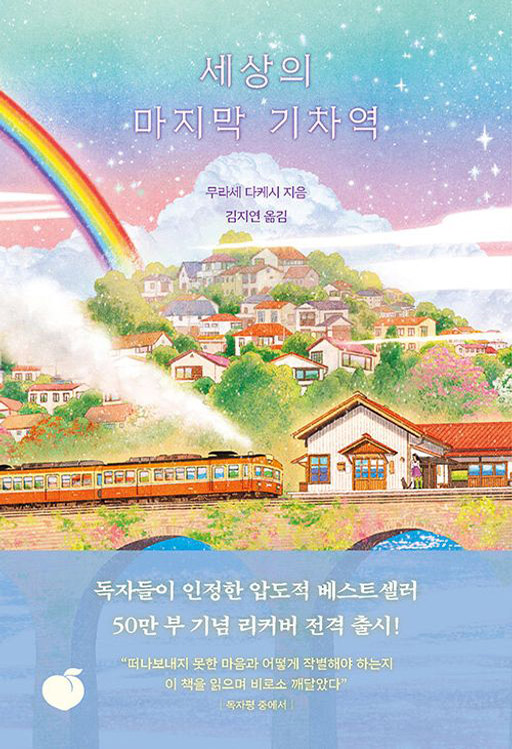 세상의
마지막 기차역
무라세 다케시 지음
김지연 옮김
독자들이 인정한 압도적 베스트셀러
50만 부 기념 리커버 전격 출시!
“떠나보내지 못한 마음과 어떻게 작별해야 하는지
이 책을 읽으며 비로소 깨달았다”
| 독자평 중에서 |